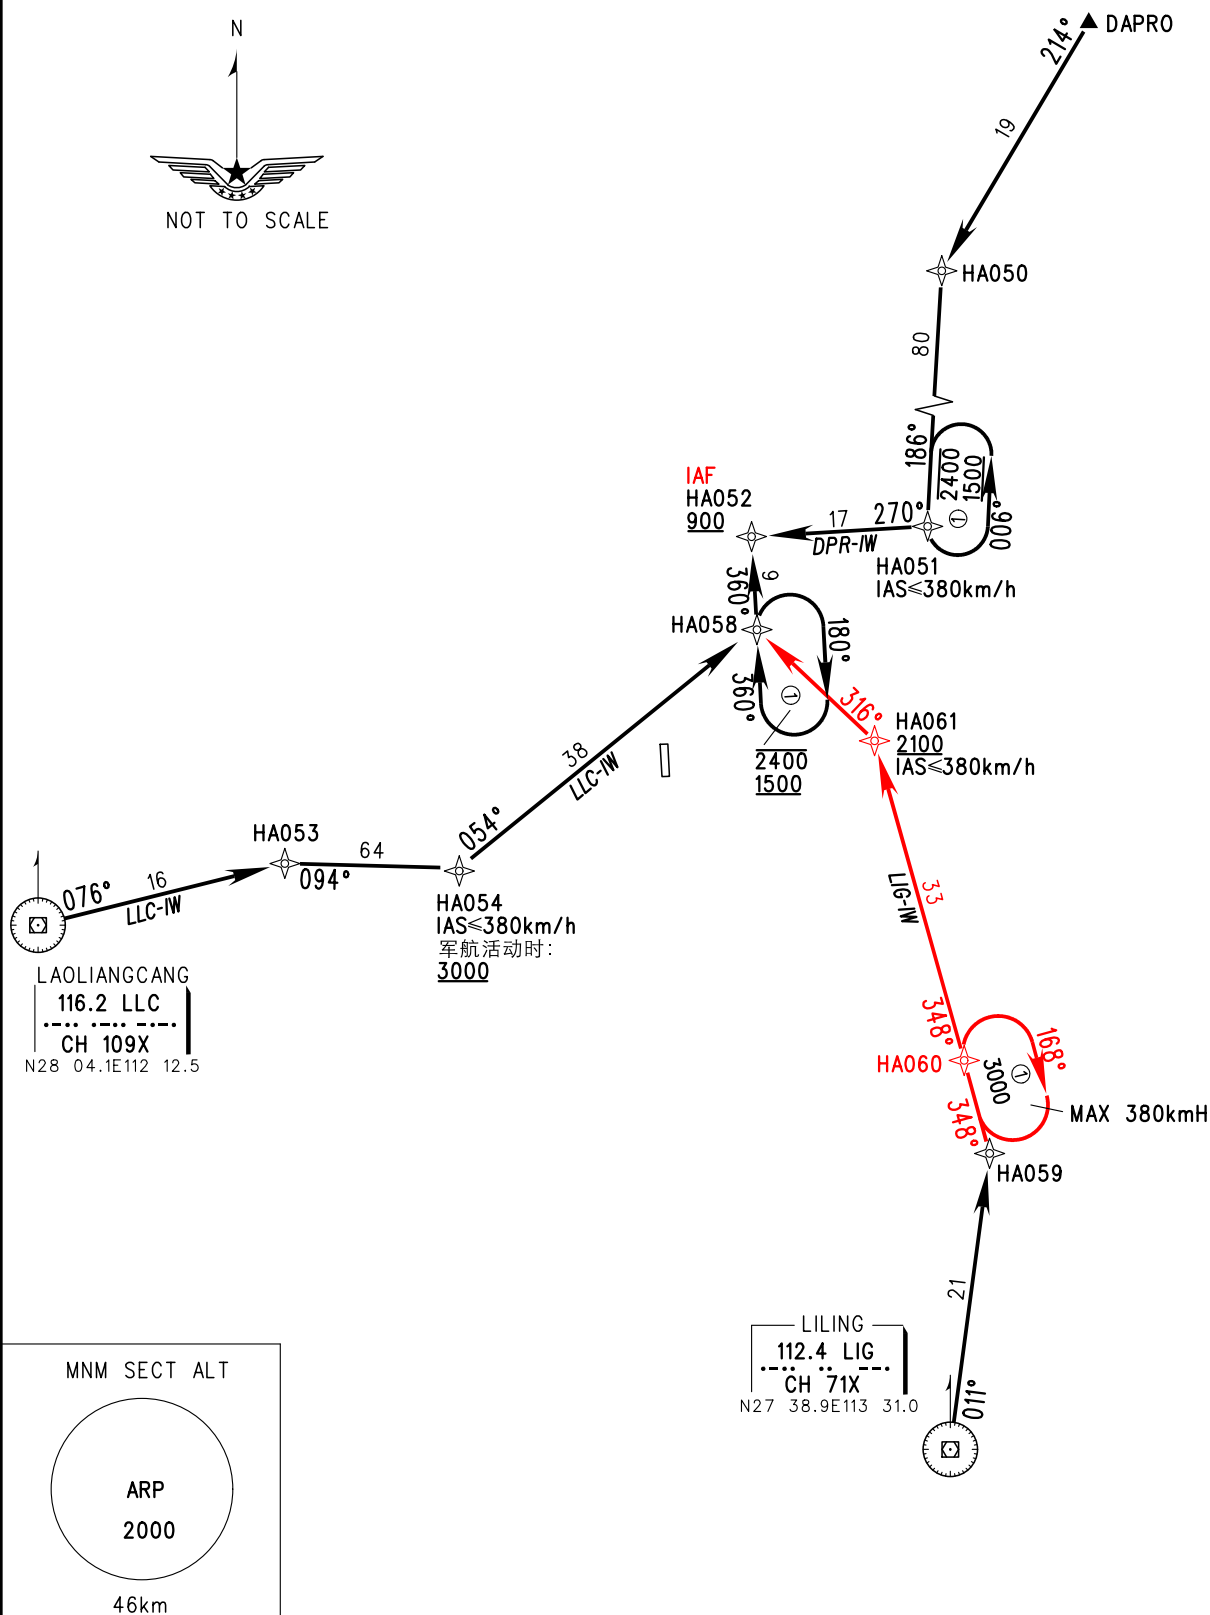 N
NOT TO SCALE
DAPRO
214°
19
HA050
80
186°
2400
1500
①
006°
IAF
HA052
900
17
270°
DPR-IW
HA051
IAS≤380km/h
9
360°
HA058
180°
360°
①
2400
1500
316°
HA061
2100
IAS≤380km/h
38
LLC-IW
054°
HA053
64
094°
HA054
IAS≤380km/h
军航活动时:
3000
076°
16
LLC-IW
LAOLIANGCANG
116.2 LLC
CH 109X
N28 04.1E112 12.5
33
LIG-IW
348°
HA060
168°
3000
①
MAX 380kmH
348°
HA059
21
LILING
112.4 LIG
CH 71X
N27 38.9E113 31.0
011°
MNM SECT ALT
ARP
2000
46km